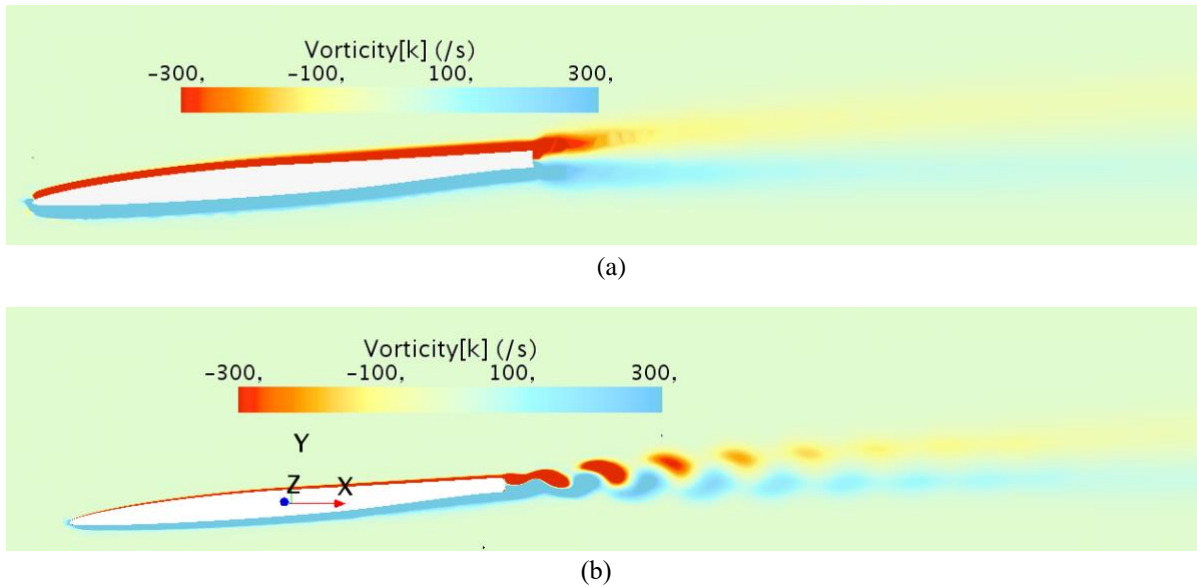 Vorticity[k] (/s)
-300, -100, 100, 300,
(a)
Vorticity[k] (/s)
-300, -100, 100, 300,
Y
Z X
(b)